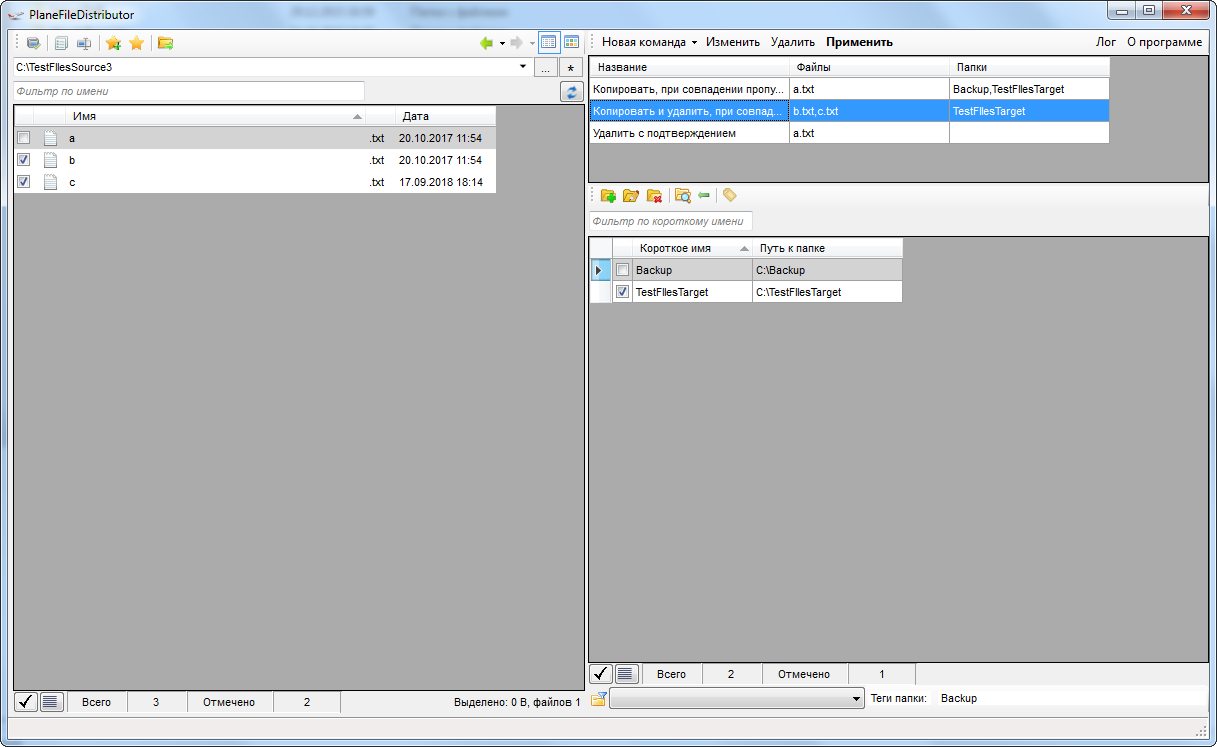 PlaneFileDistributor
C:\TestFIlesSource3
...
*
Фильтр по имени
Имя Дата
a .txt 20.10.2017 11:54
b .txt 20.10.2017 11:54
c .txt 17.09.2018 18:14
Всего 3 Отмечено 2 Выделено: 0 B, файлов 1
Новая команда Изменить Удалить Применить Лог О программе
Название Файлы Папки
Копировать, при совпадении пропу... a.txt Backup,TestFIlesTarget
Копировать и удалить, при совпад... b.txt,c.txt TestFIlesTarget
Удалить с подтверждением a.txt
Фильтр по короткому имени
Короткое имя Путь к папке
Backup C:\Backup
TestFIlesTarget C:\TestFIlesTarget
Всего 2 Отмечено 1
Теги папки: Backup